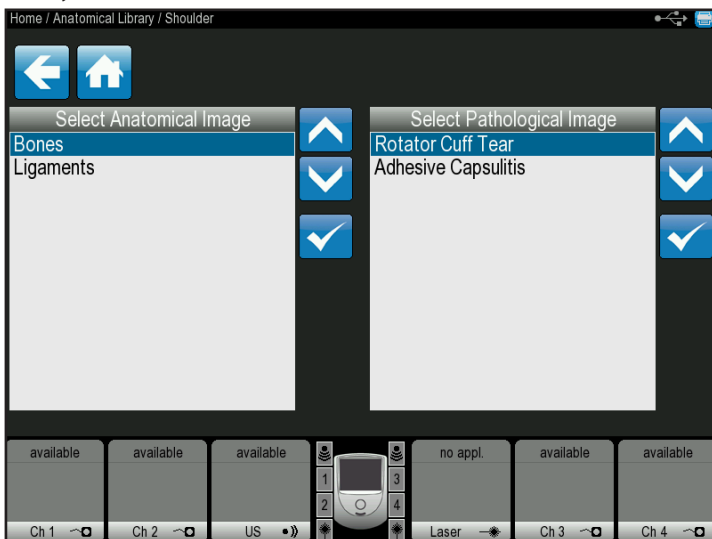 Home / Anatomical Library / Shoulder
Select Anatomical Image
Bones
Ligaments
Select Pathological Image
Rotator Cuff Tear
Adhesive Capsulitis
available
available
available
1
2
3
4
no appl.
available
available
Ch 1
Ch 2
US
Laser
Ch 3
Ch 4